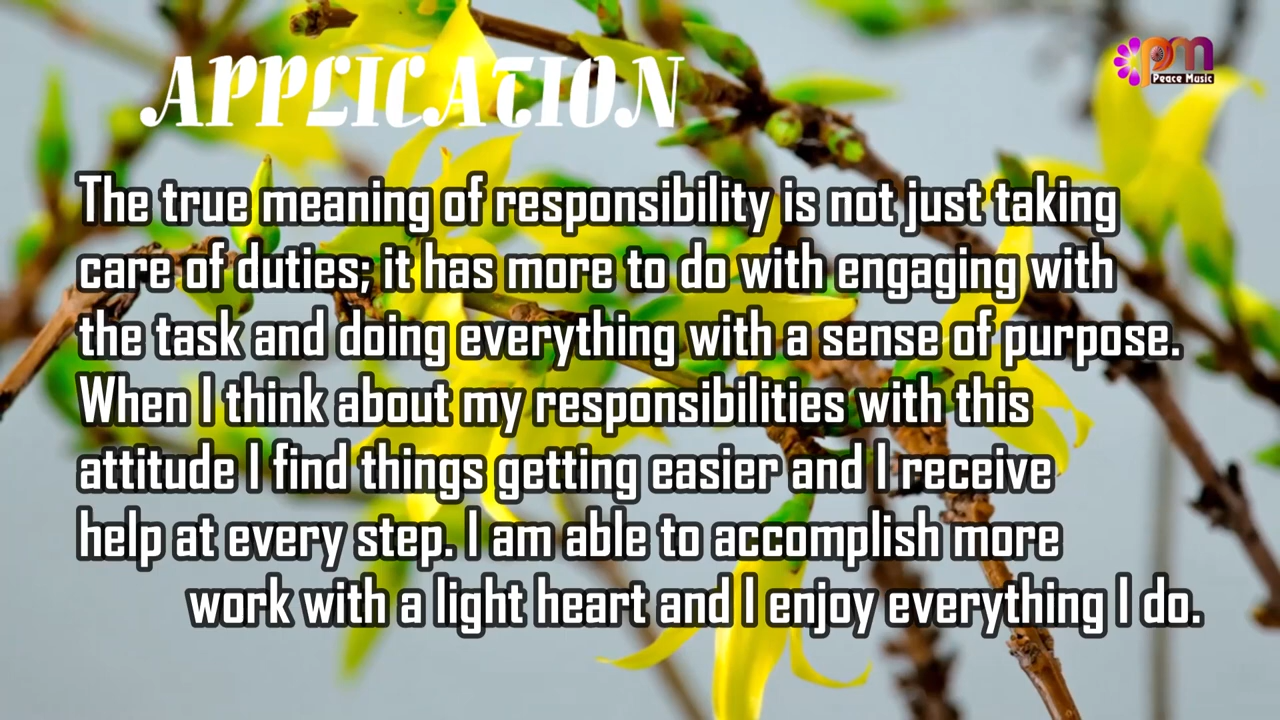 APPLICATION
pm
Peace Music
The true meaning of responsibility is not just taking
care of duties; it has more to do with engaging with
the task and doing everything with a sense of purpose.
When I think about my responsibilities with this
attitude I find things getting easier and I receive
help at every step. I am able to accomplish more
work with a light heart and I enjoy everything I do.